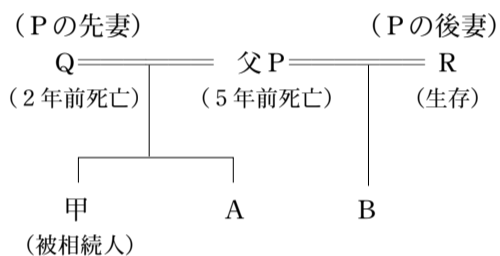 （Pの先妻） （Pの後妻）
Q 父P R
（2年前死亡） （5年前死亡） （生存）
甲 A B
（被相続人）